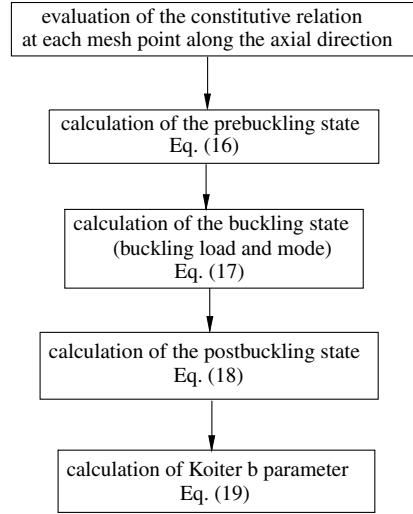 evaluation of the constitutive relation
at each mesh point along the axial direction
calculation of the prebuckling state
Eq. (16)
calculation of the buckling state
(buckling load and mode)
Eq. (17)
calculation of the postbuckling state
Eq. (18)
calculation of Koiter b parameter
Eq. (19)